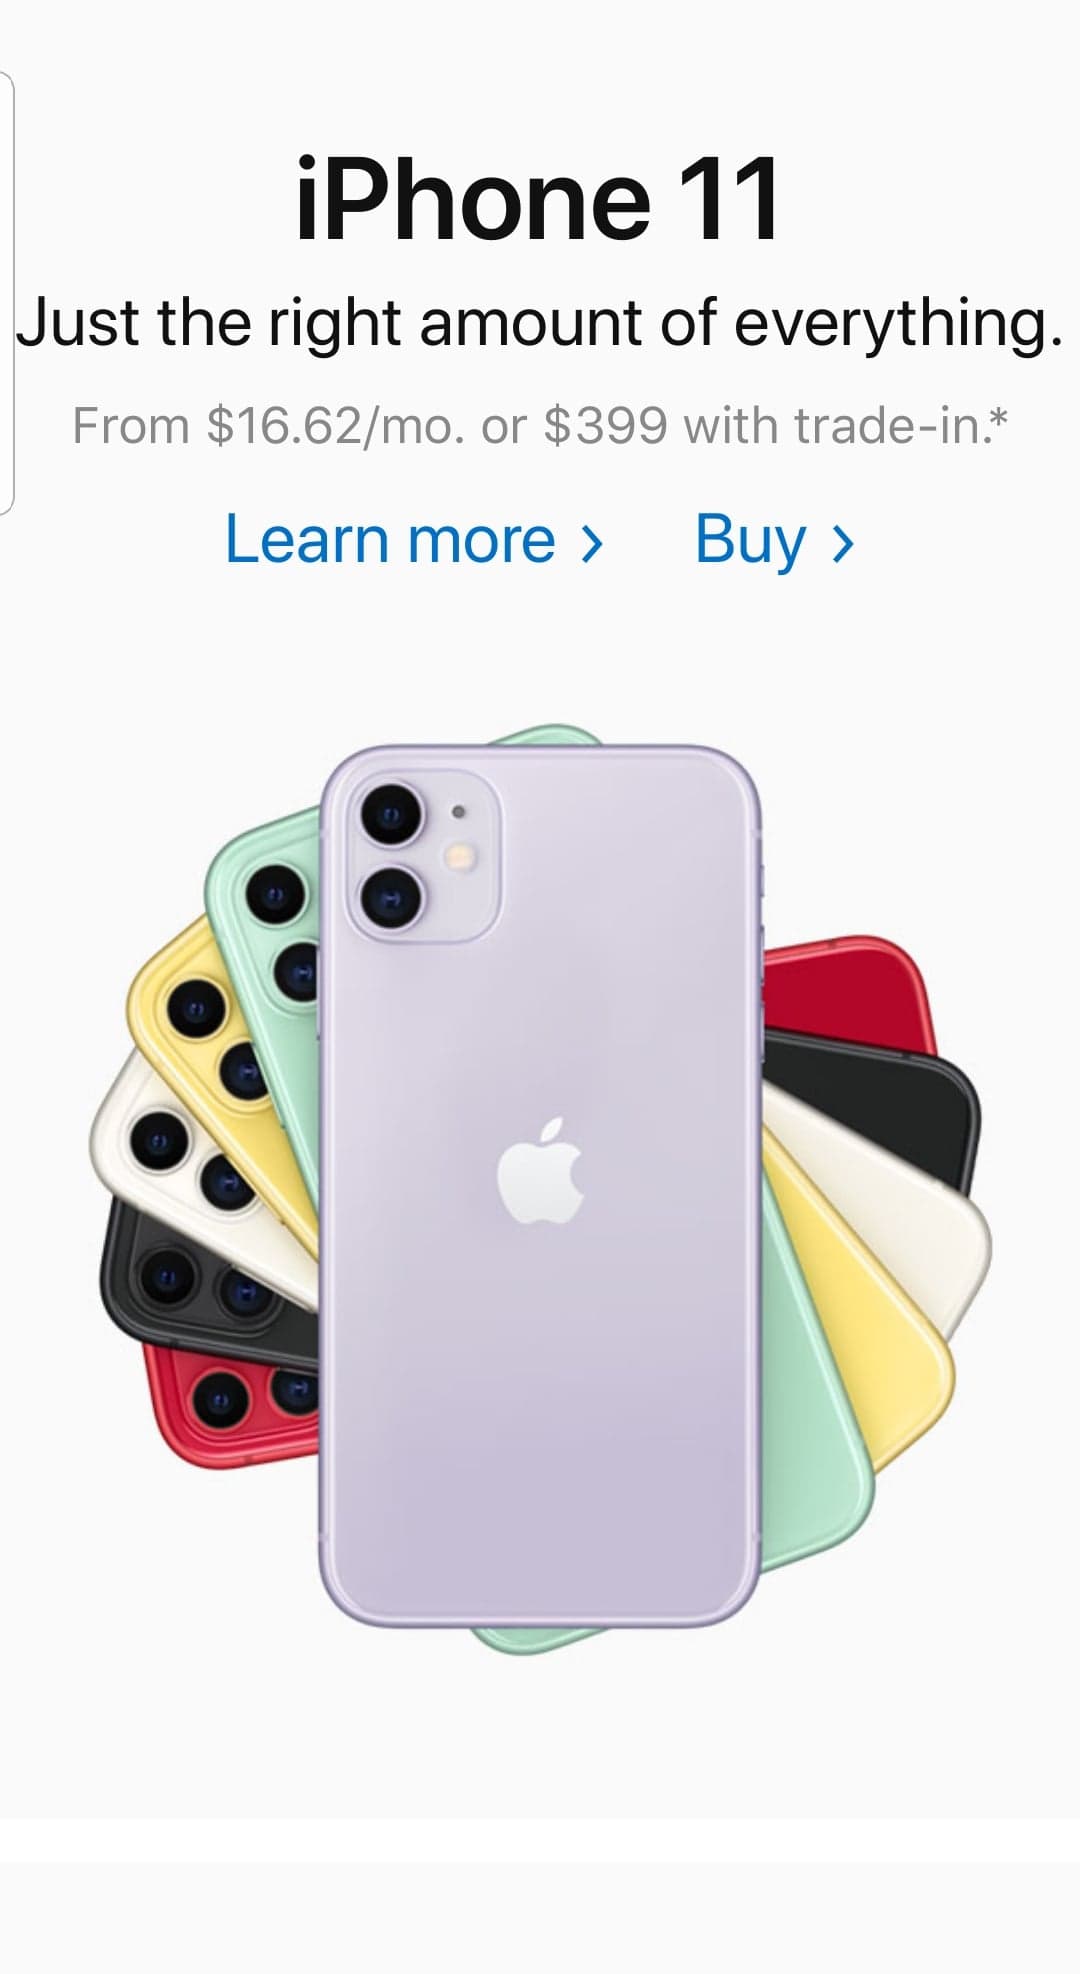 iPhone 11
Just the right amount of everything.
From $16.62/mo. or $399 with trade-in.*
Learn more > Buy >